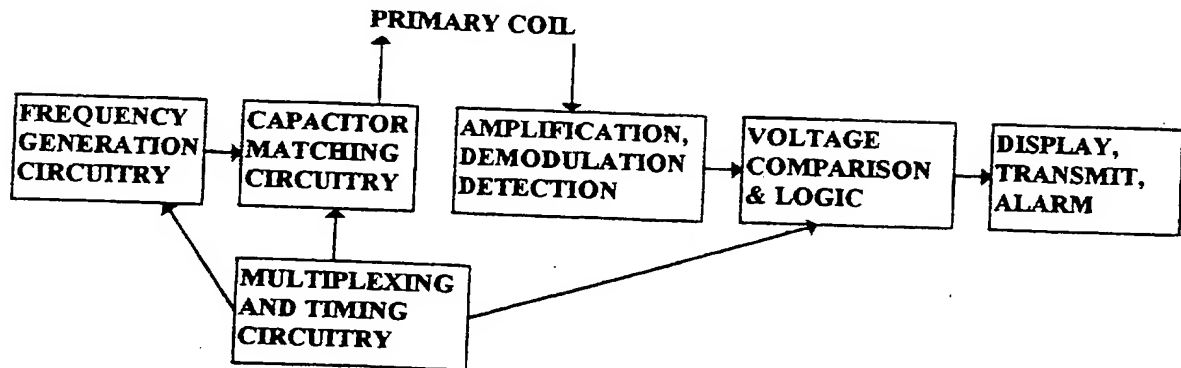 PRIMARY COIL
FREQUENCY
GENERATION
CIRCUITRY
CAPACITOR
MATCHING
CIRCUITRY
AMPLIFICATION,
DEMODULATION
DETECTION
VOLTAGE
COMPARISON
& LOGIC
DISPLAY,
TRANSMIT,
ALARM
MULTIPLEXING
AND TIMING
CIRCUITRY